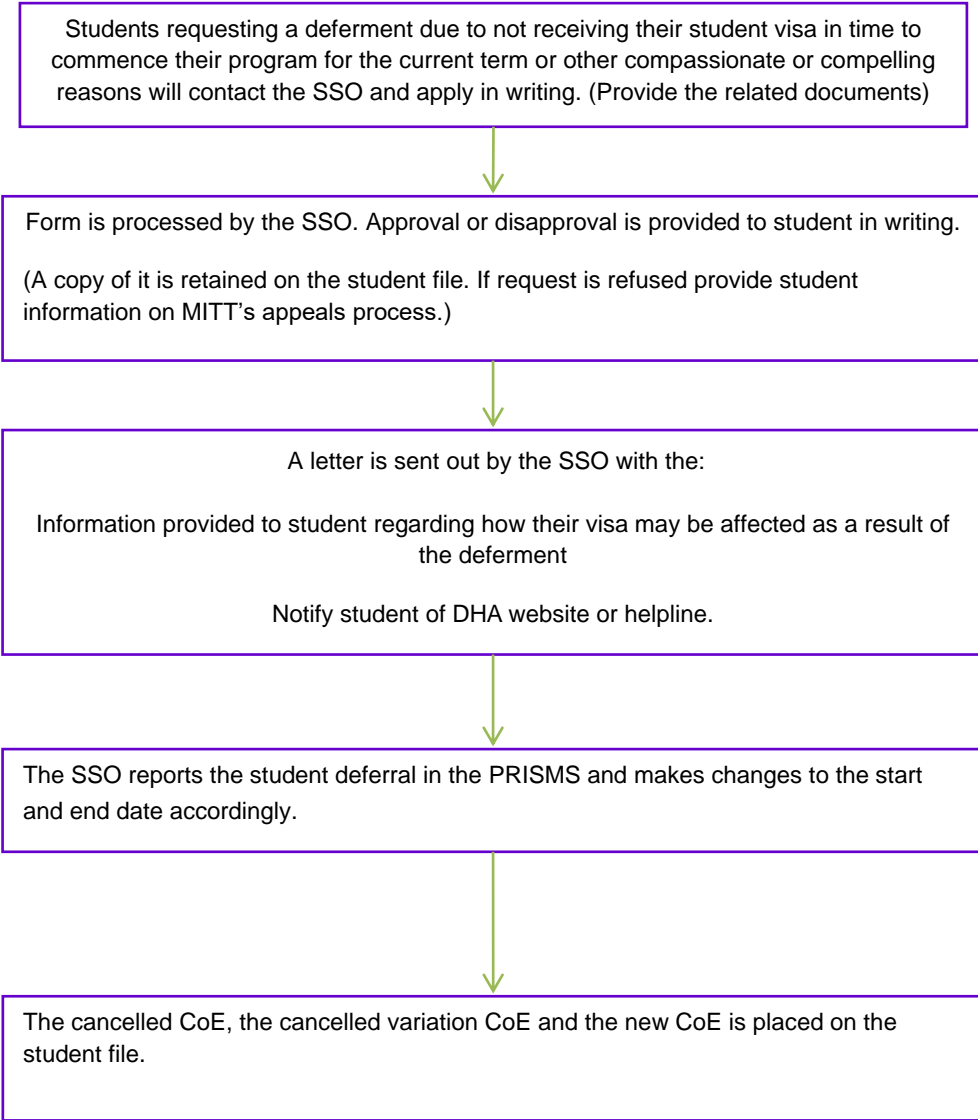 Students requesting a deferment due to not receiving their student visa in time to
commence their program for the current term or other compassionate or compelling
reasons will contact the SSO and apply in writing. (Provide the related documents)
Form is processed by the SSO. Approval or disapproval is provided to student in writing.
(A copy of it is retained on the student file. If request is refused provide student
information on MITT’s appeals process.)
A letter is sent out by the SSO with the:
Information provided to student regarding how their visa may be affected as a result of
the deferment
Notify student of DHA website or helpline.
The SSO reports the student deferral in the PRISMS and makes changes to the start
and end date accordingly.
The cancelled CoE, the cancelled variation CoE and the new CoE is placed on the
student file.